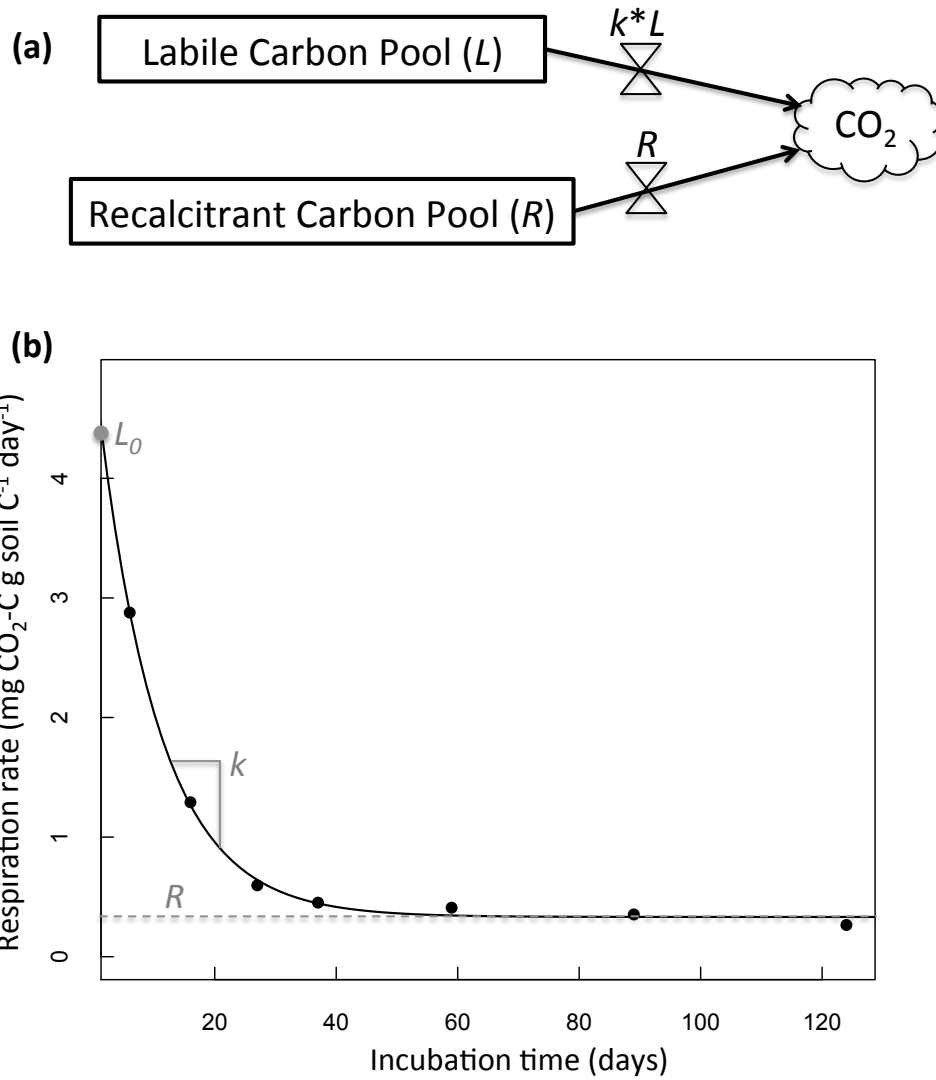 (a)
k*L
Labile Carbon Pool (L)
CO₂
R
Recalcitrant Carbon Pool (R)
(b)
Respiration rate (mg CO₂-C g soil C⁻¹ day⁻¹)
L₀
4
3
2
k
1
R
0
20 40 60 80 100 120
Incubation time (days)